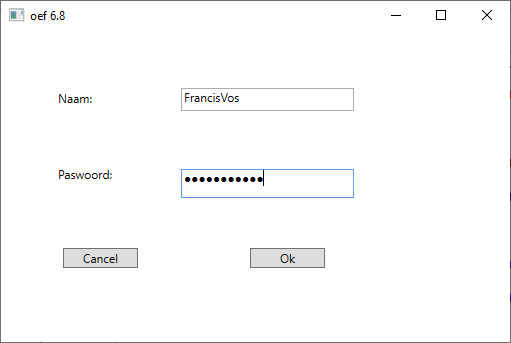 oef 6.8
Naam: FrancisVos
Paswoord: ●●●●●●●●●●●
Cancel Ok